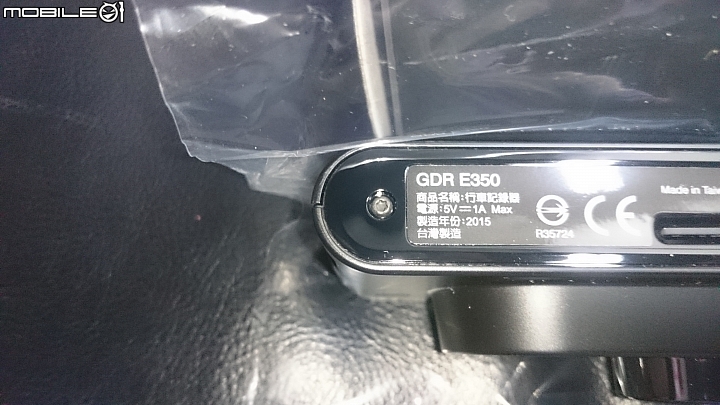 MOBILE01
GDR E350
商品名稱:行車記錄器
電源:5V⎓1A Max
製造年份:2015
台灣製造
R35724
CE
Made in Taiw